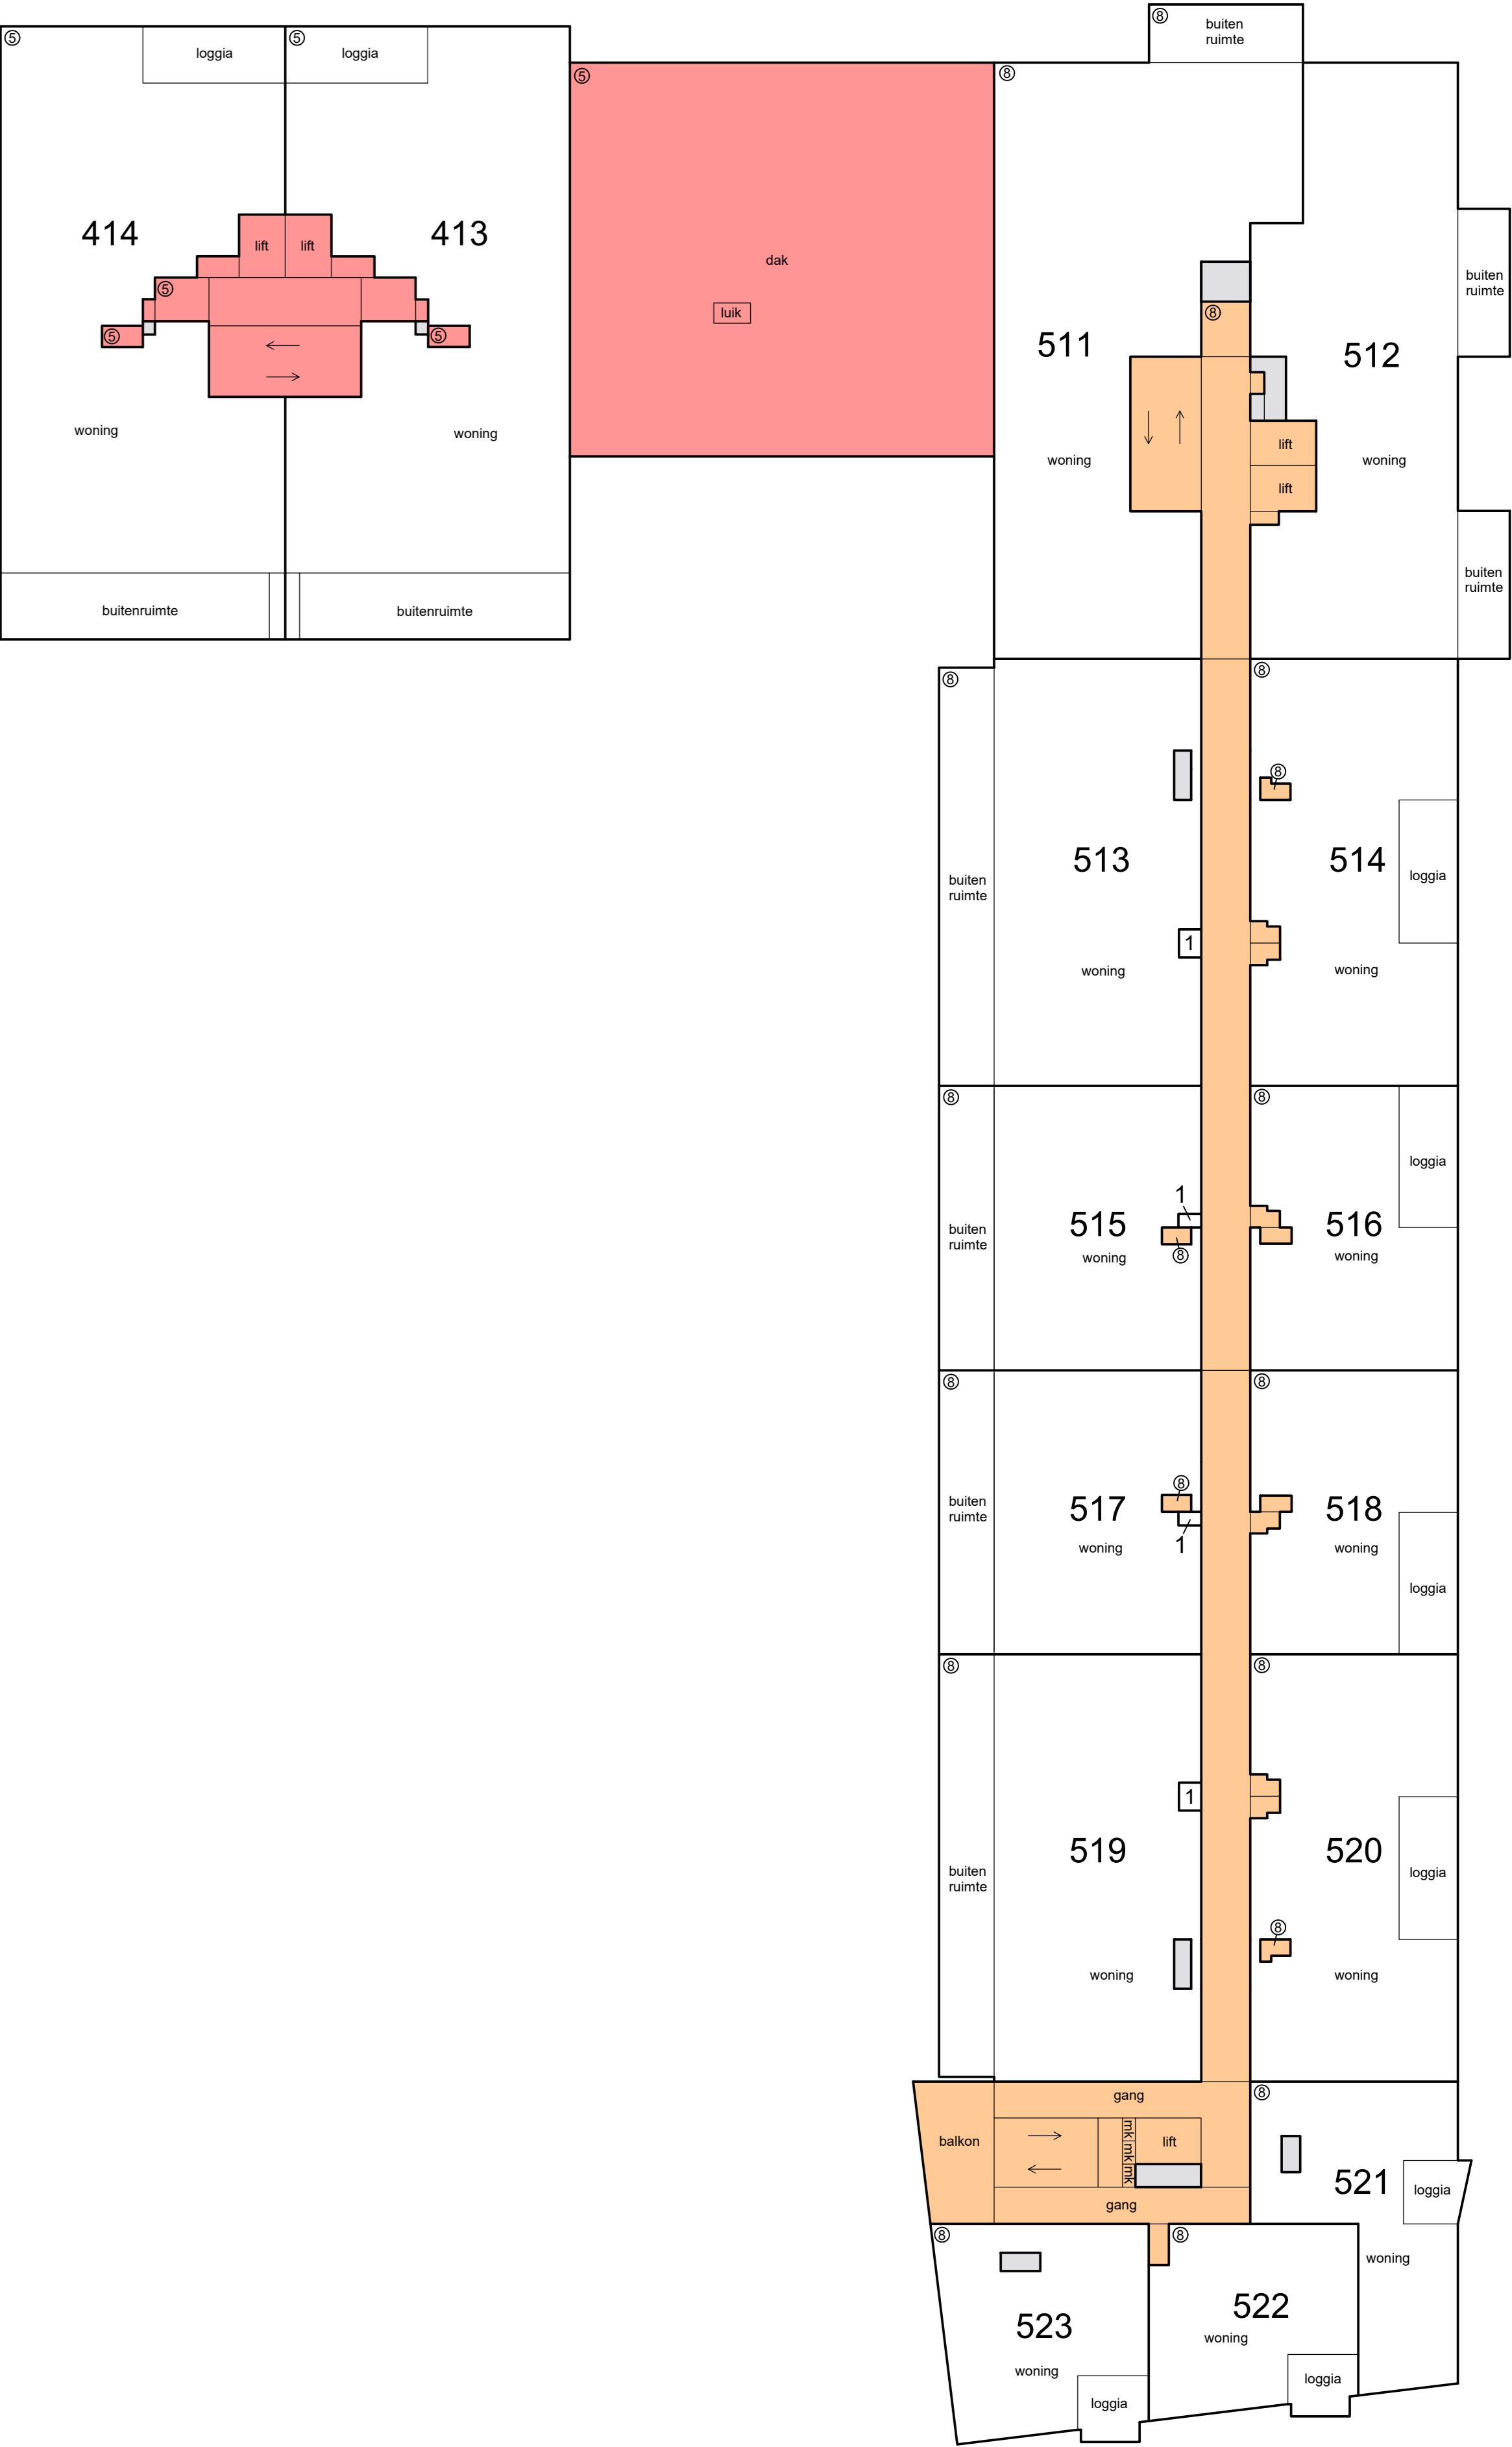 ⑧
buiten
ruimte
⑤
loggia
⑤
loggia
⑤
⑧
414
lift
lift
413
⑤
⑤
⑤
woning
woning
buitenruimte
buitenruimte
dak
luik
buiten
ruimte
⑧
511
512
lift
lift
woning
woning
buiten
ruimte
⑧
⑧
⑧
513
514
loggia
buiten
ruimte
1
woning
woning
⑧
⑧
loggia
1
515
516
buiten
ruimte
⑧
woning
woning
⑧
⑧
⑧
buiten
ruimte
517
518
1
woning
woning
loggia
⑧
⑧
1
519
520
buiten
ruimte
loggia
⑧
woning
woning
gang
⑧
balkon
mk
mk
mk
lift
521
loggia
gang
⑧
⑧
woning
523
522
woning
woning
loggia
loggia